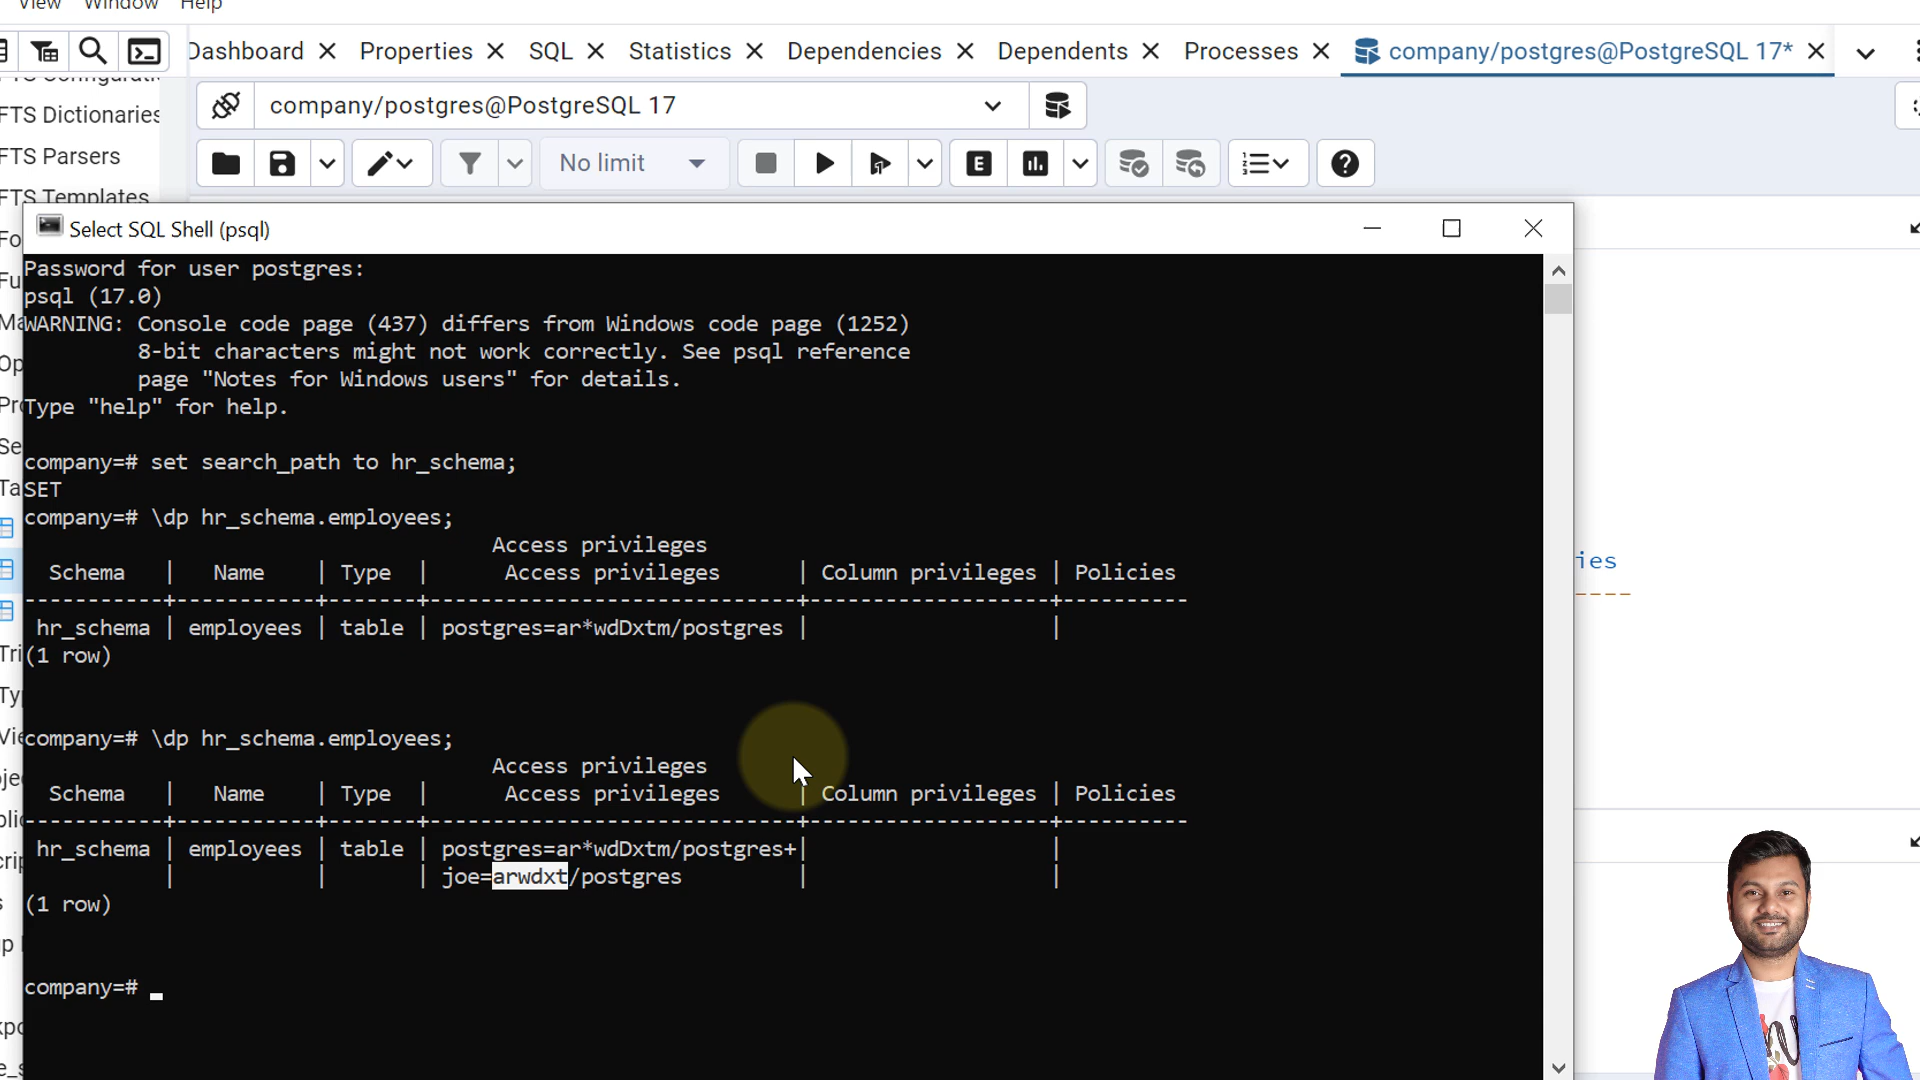 View Window Help
Dashboard Properties SQL Statistics Dependencies Dependents Processes company/postgres@PostgreSQL 17*
FTS Dictionaries
company/postgres@PostgreSQL 17
FTS Parsers
No limit
FTS Templates
Select SQL Shell (psql)
Password for user postgres:
psql (17.0)
WARNING: Console code page (437) differs from Windows code page (1252)
8-bit characters might not work correctly. See psql reference
page "Notes for Windows users" for details.
Type "help" for help.
company=# set search_path to hr_schema;
SET
company=# \dp hr_schema.employees;
Access privileges
Schema | Name | Type | Access privileges | Column privileges | Policies
-----------+-----------+-------+-----------------------------+-------------------+----------
hr_schema | employees | table | postgres=ar*wdDxtm/postgres | |
(1 row)
company=# \dp hr_schema.employees;
Access privileges
Schema | Name | Type | Access privileges | Column privileges | Policies
-----------+-----------+-------+-----------------------------+-------------------+----------
hr_schema | employees | table | postgres=ar*wdDxtm/postgres+| |
| | | joe=arwdxt/postgres | |
(1 row)
company=#